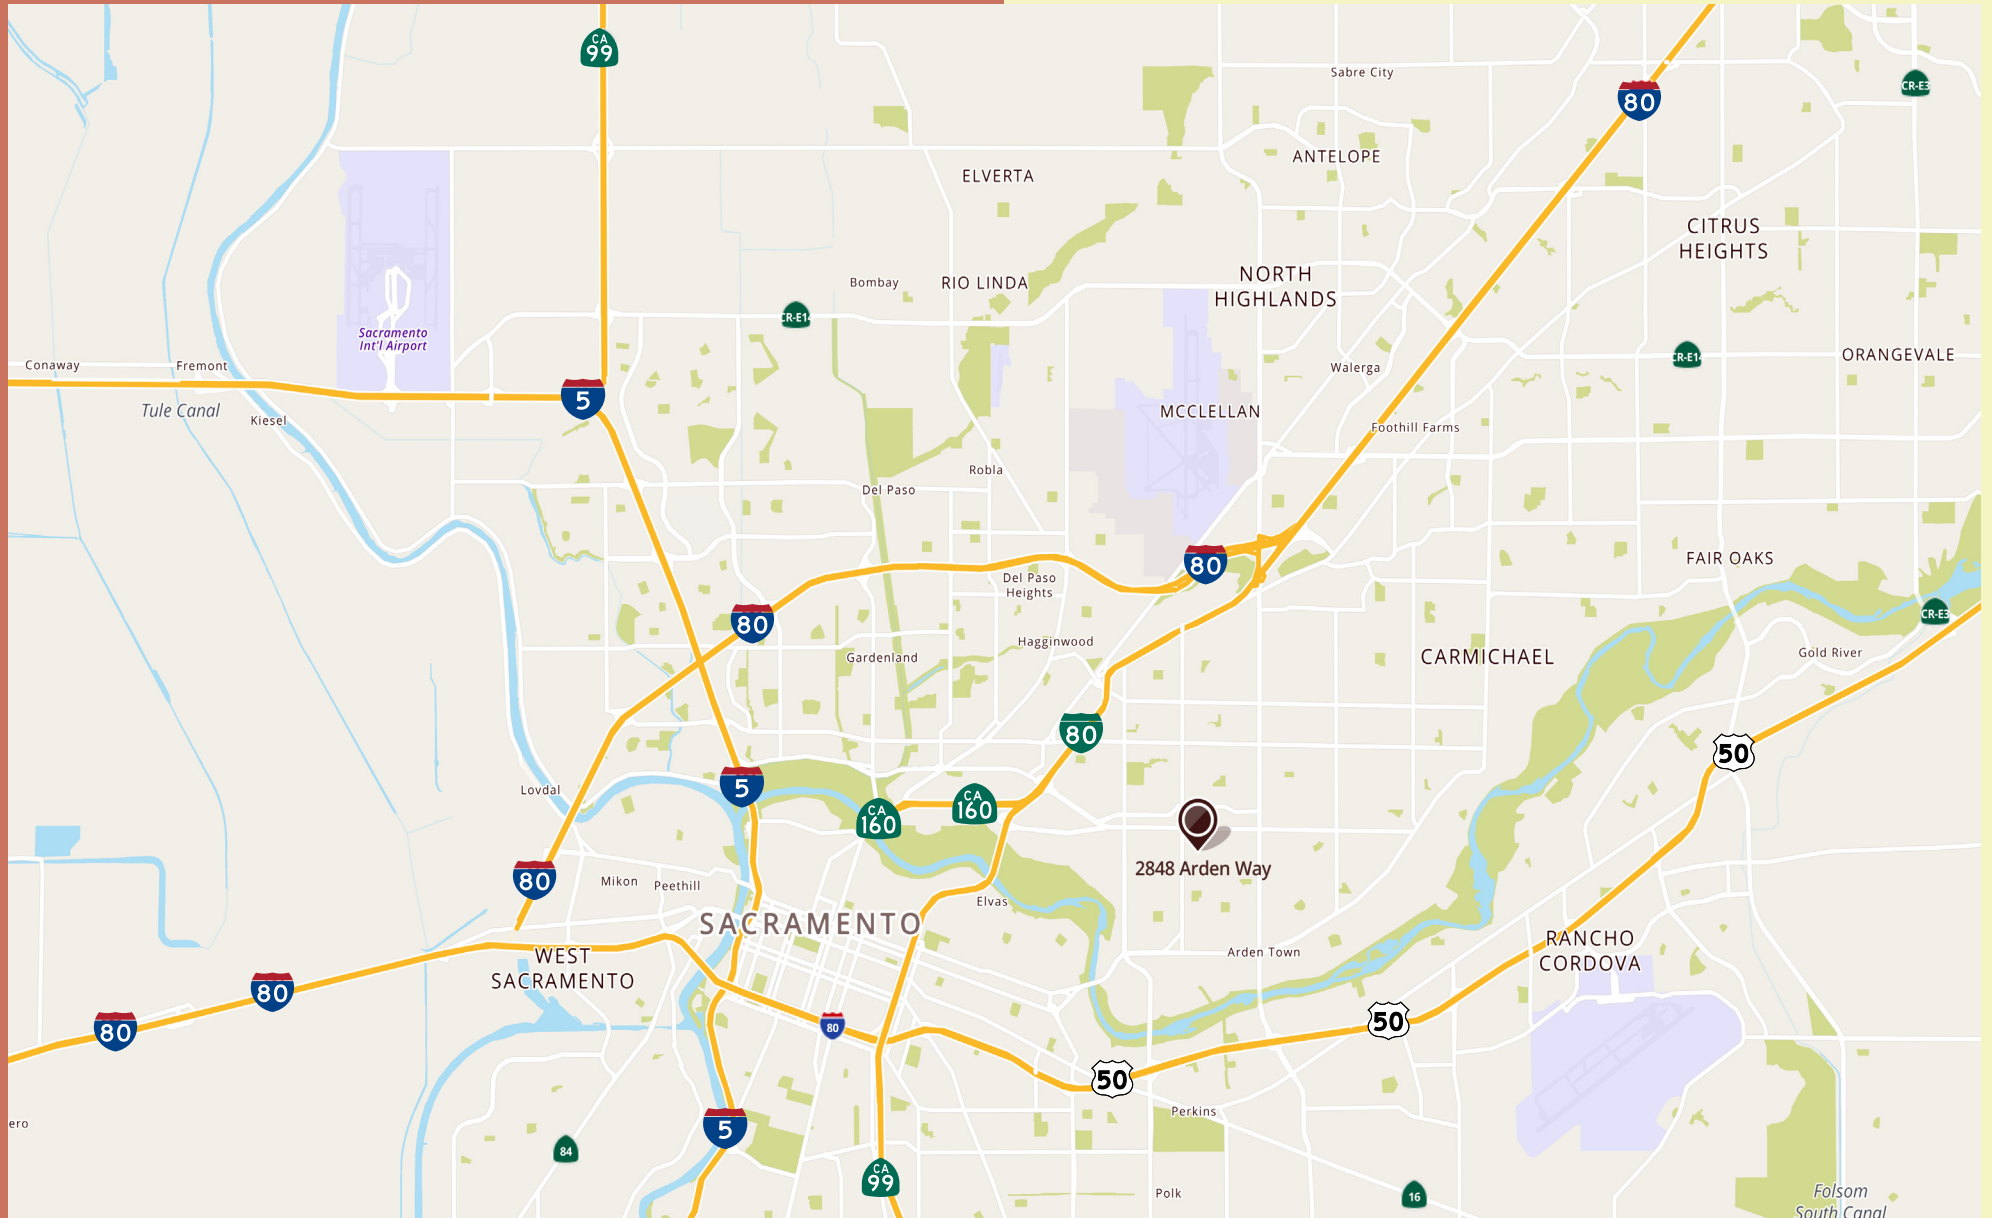 CA
99
Sabre City
80
CR-E3
ANTELOPE
ELVERTA
CITRUS
HEIGHTS
Bombay
RIO LINDA
NORTH
HIGHLANDS
CR-E14
Sacramento
Int'l Airport
Conaway
Fremont
Walerga
CR-E14
ORANGEVALE
5
Tule Canal
Kiesel
MCCLELLAN
Foothill Farms
Robla
Del Paso
80
FAIR OAKS
Del Paso
Heights
CR-E3
80
Hagginwood
Gardenland
CARMICHAEL
Gold River
80
50
Lovdal
5
CA
160
CA
160
2848 Arden Way
80
Mikon
Peethill
Elvas
SACRAMENTO
WEST
SACRAMENTO
Arden Town
RANCHO
CORDOVA
80
80
80
50
50
ero
84
5
Perkins
CA
99
Polk
16
Folsom
South Canal